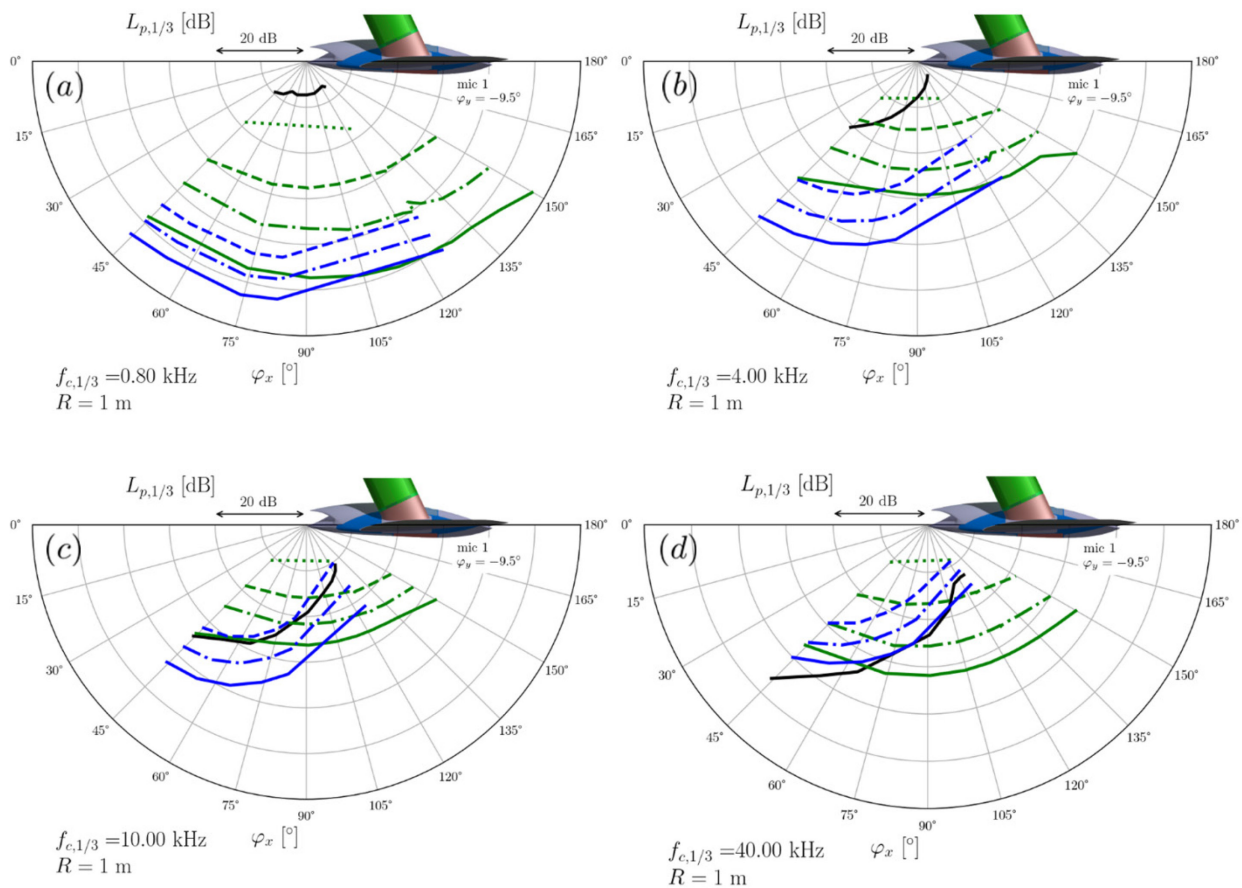 L_{p,1/3} [dB]
20 dB
0°
180°
(a)
mic 1
φ_y = −9.5°
15°
165°
30°
150°
45°
135°
60°
120°
75°
105°
90°
f_{c,1/3} =0.80 kHz
φ_x [°]
R = 1 m
L_{p,1/3} [dB]
20 dB
0°
180°
(b)
mic 1
φ_y = −9.5°
15°
165°
30°
150°
45°
135°
60°
120°
75°
105°
90°
f_{c,1/3} =4.00 kHz
φ_x [°]
R = 1 m
L_{p,1/3} [dB]
20 dB
0°
180°
(c)
mic 1
φ_y = −9.5°
15°
165°
30°
150°
45°
135°
60°
120°
75°
105°
90°
f_{c,1/3} =10.00 kHz
φ_x [°]
R = 1 m
L_{p,1/3} [dB]
20 dB
0°
180°
(d)
mic 1
φ_y = −9.5°
15°
165°
30°
150°
45°
135°
60°
120°
75°
105°
90°
f_{c,1/3} =40.00 kHz
φ_x [°]
R = 1 m